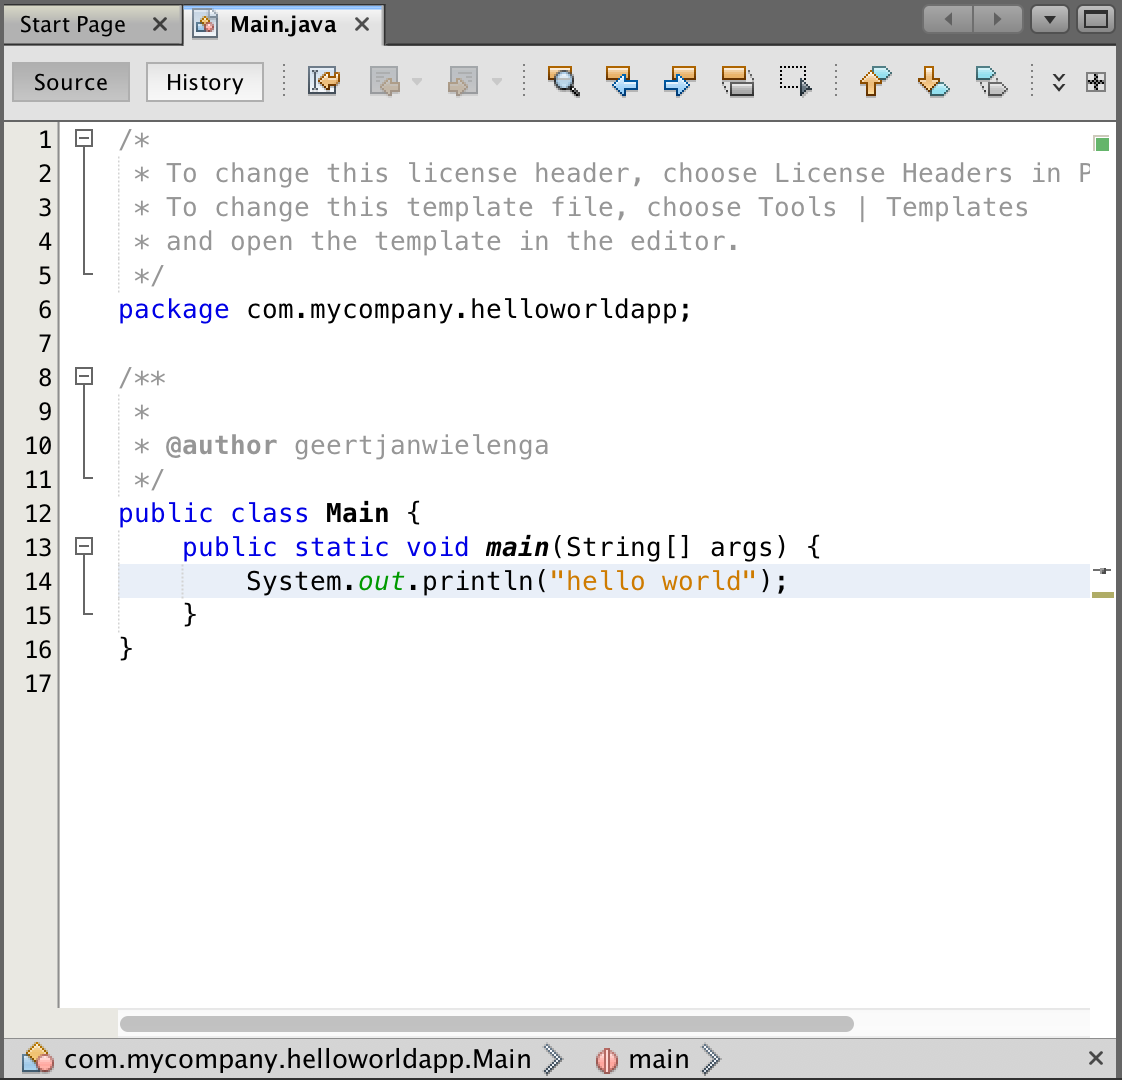 Start Page
Main.java
Source
History
1 /*
2  * To change this license header, choose License Headers in P
3  * To change this template file, choose Tools | Templates
4  * and open the template in the editor.
5  */
6 package com.mycompany.helloworldapp;
7
8 /**
9  *
10  * @author geertjanwielenga
11  */
12 public class Main {
13     public static void main(String[] args) {
14         System.out.println("hello world");
15     }
16 }
17
com.mycompany.helloworldapp.Main
main